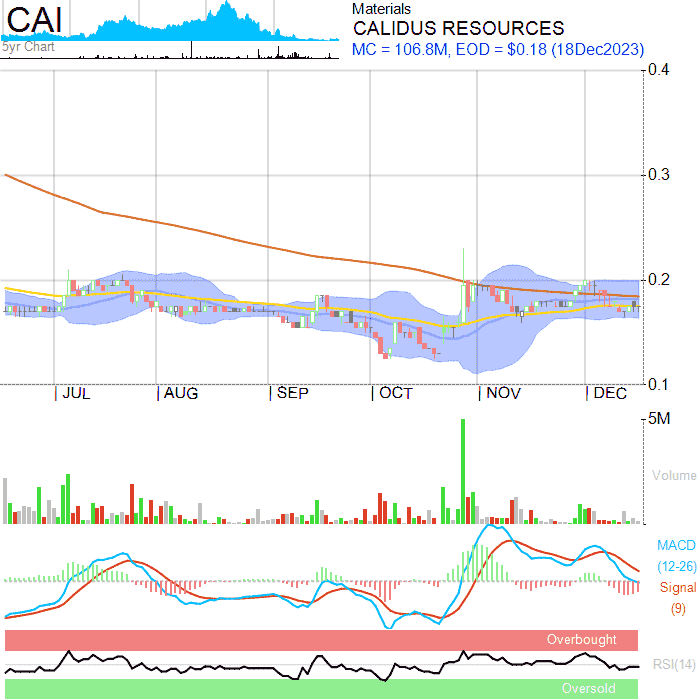 CAI
5yr Chart
Materials
CALIDUS RESOURCES
MC = 106.8M, EOD = $0.18 (18Dec2023)
0.4
0.3
0.2
0.1
JUL AUG SEP OCT NOV DEC
5M
Volume
MACD
(12-26)
Signal
(9)
Overbought
RSI(14)
Oversold